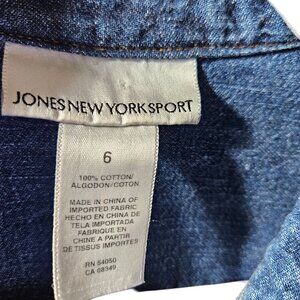 JONES NEW YORK SPORT
6
100% COTTON/
ALGODON/COTON
MADE IN CHINA OF
IMPORTED FABRIC
HECHO EN CHINA DE
TELA IMPORTADA
FABRIQUE EN
CHINE A PARTIR
DE TISSUS IMPORTES
RN 54050
CA 08349